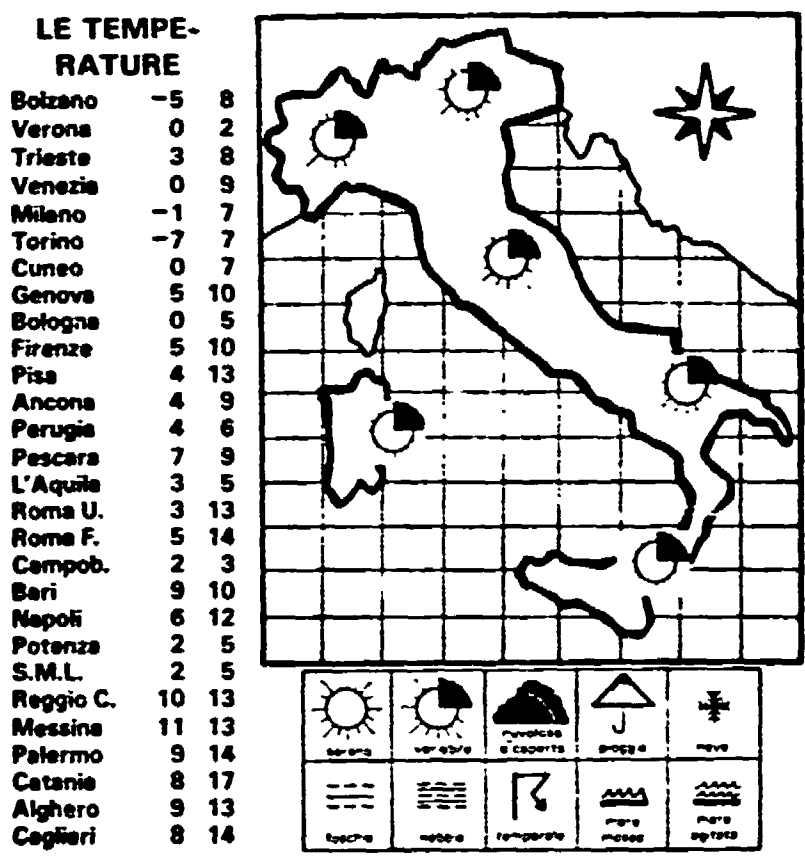 LE TEMPE-
RATURE
Bolzano -5 8
Verona 0 2
Trieste 3 8
Venezia 0 9
Milano -1 7
Torino -7 7
Cuneo 0 7
Genova 5 10
Bologna 0 5
Firenze 5 10
Pisa 4 13
Ancona 4 9
Perugia 4 6
Pescara 7 9
L'Aquila 3 5
Roma U. 3 13
Roma F. 5 14
Campob. 2 3
Bari 9 10
Napoli 6 12
Potenza 2 5
S.M.L. 2 5
Reggio C. 10 13
Messina 11 13
Palermo 9 14
Catania 8 17
Alghero 9 13
Cagliari 8 14
sereno variabile nuvoloso o coperto pioggia neve
foschia nebbia temporale mare mosso mare agitato